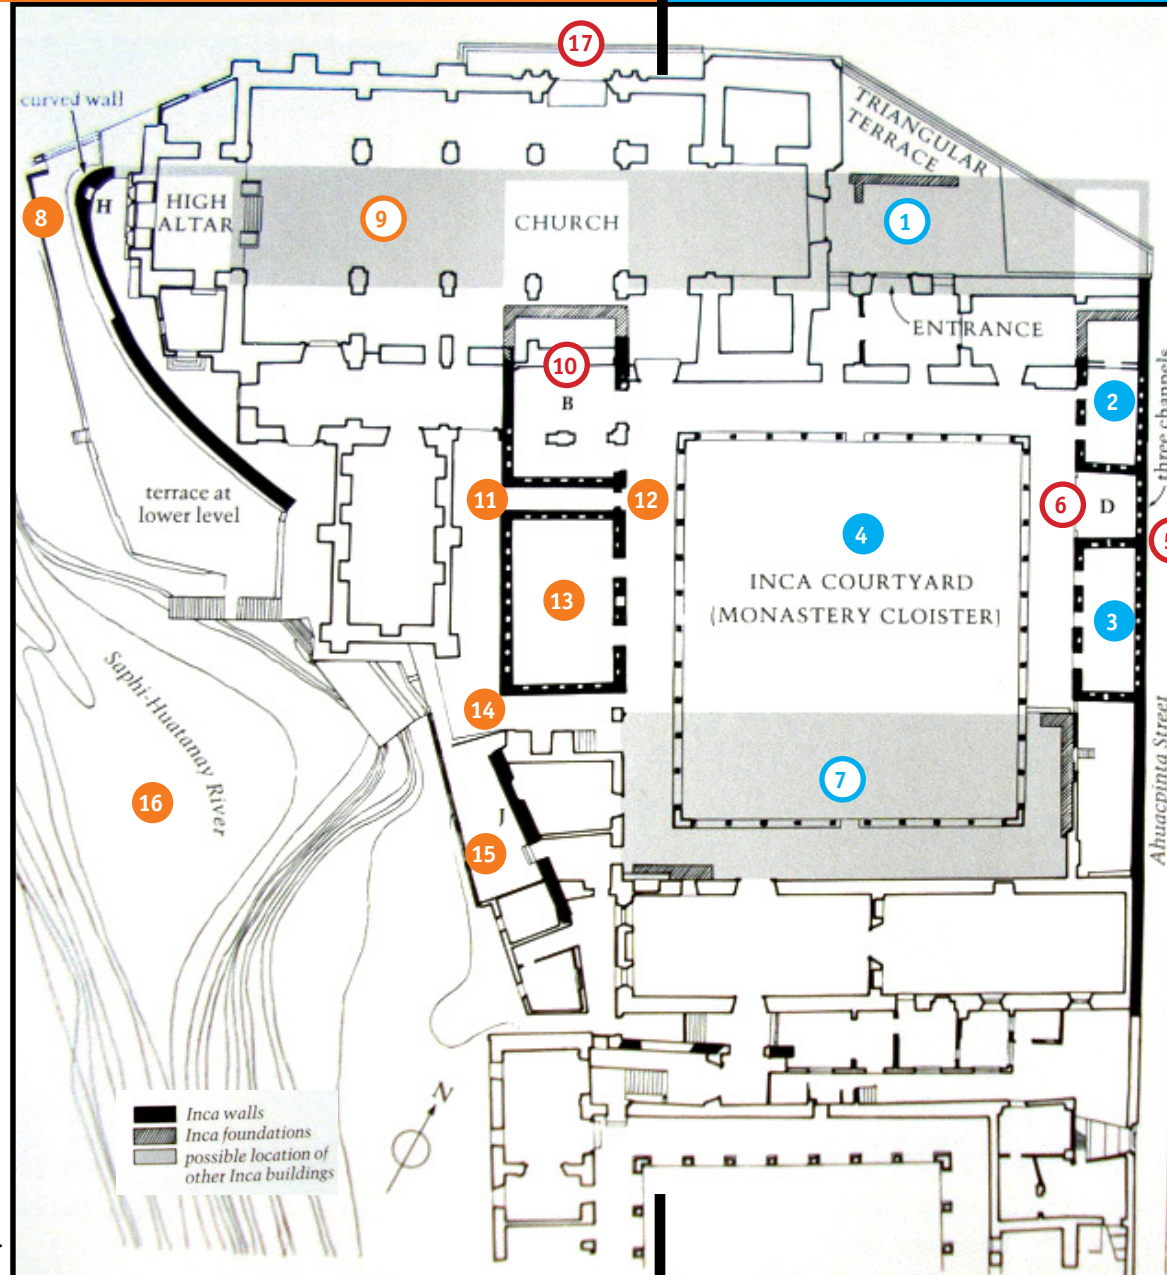 17
curved wall
TRIANGULAR
TERRACE
8
H
HIGH
ALTAR
9
CHURCH
1
ENTRANCE
10
B
2
three channels
terrace at
lower level
11
12
6
D
5
4
INCA COURTYARD
(MONASTERY CLOISTER)
13
3
Saphi-Huatanay River
14
16
7
J
15
Ahuacpinta Street
N
Inca walls
Inca foundations
possible location of
other Inca buildings